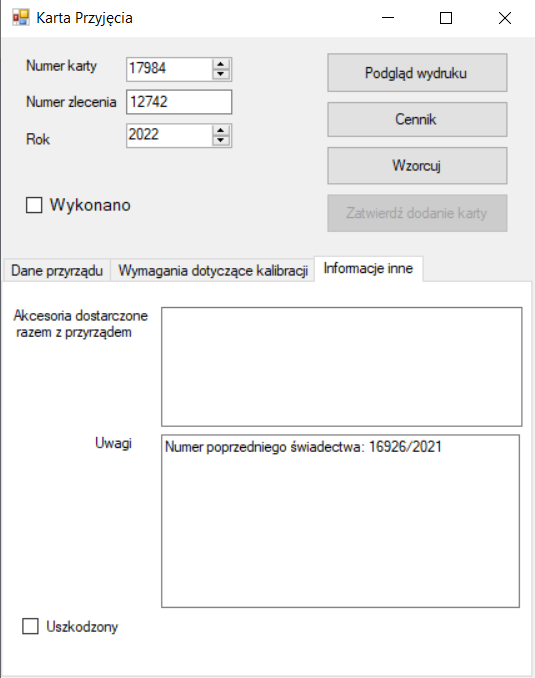 Karta Przyjęcia
Numer karty 17984
Numer zlecenia 12742
Rok 2022
Wykonano
Podgląd wydruku
Cennik
Wzorcuj
Zatwierdź dodanie karty
Dane przyrządu Wymagania dotyczące kalibracji Informacje inne
Akcesoria dostarczone
razem z przyrządem
Uwagi Numer poprzedniego świadectwa: 16926/2021
Uszkodzony